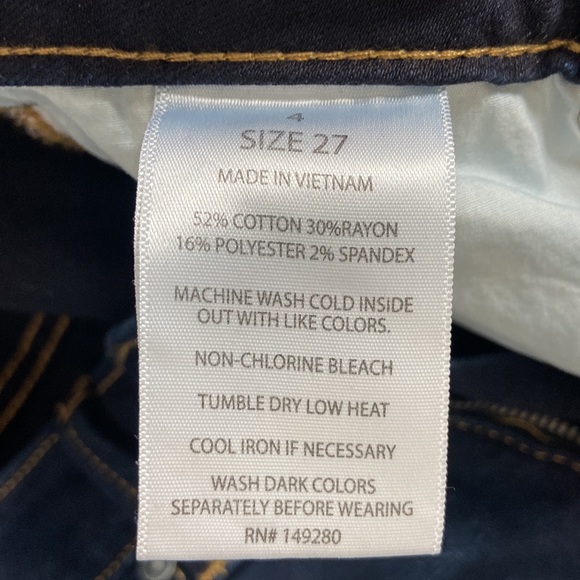 4
SIZE 27
MADE IN VIETNAM
52% COTTON 30%RAYON
16% POLYESTER 2% SPANDEX
MACHINE WASH COLD INSIDE
OUT WITH LIKE COLORS.
NON-CHLORINE BLEACH
TUMBLE DRY LOW HEAT
COOL IRON IF NECESSARY
WASH DARK COLORS
SEPARATELY BEFORE WEARING
RN# 149280